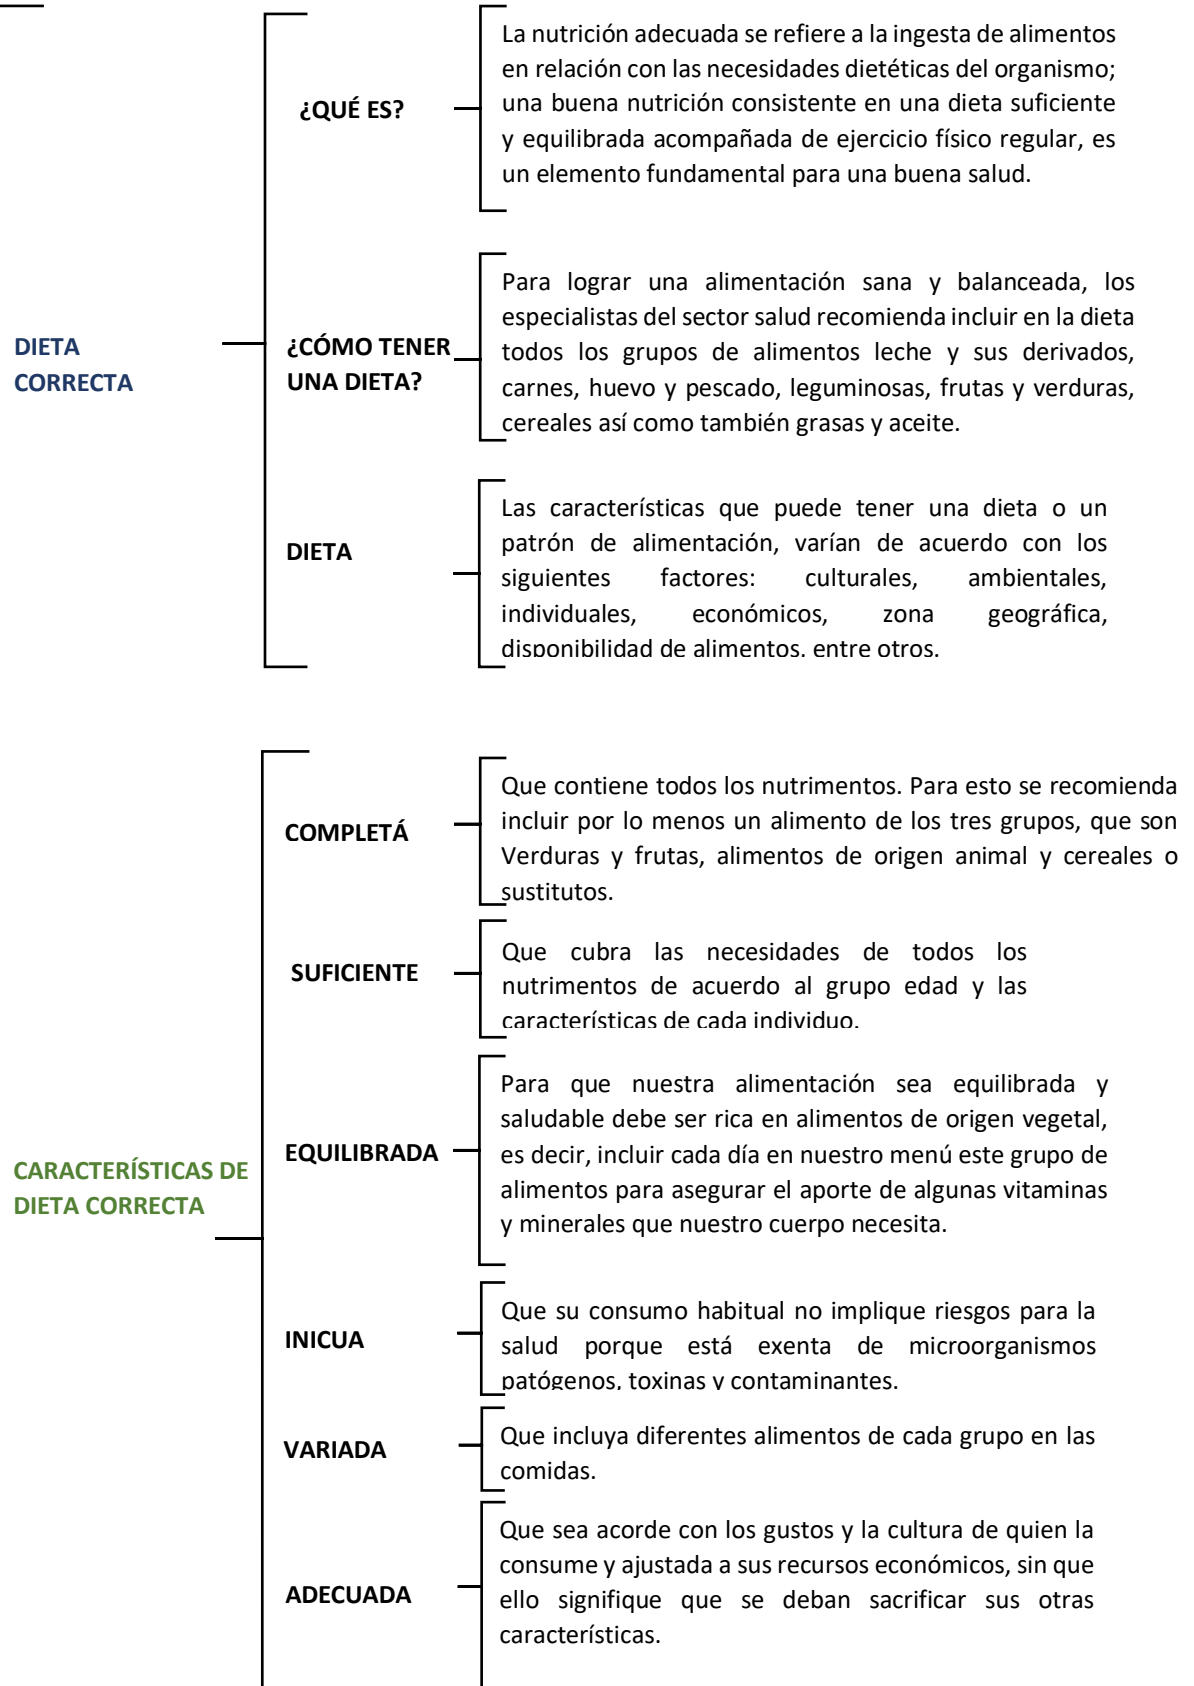 DIETA
CORRECTA
¿QUÉ ES?
La nutrición adecuada se refiere a la ingesta de alimentos
en relación con las necesidades dietéticas del organismo;
una buena nutrición consistente en una dieta suficiente
y equilibrada acompañada de ejercicio físico regular, es
un elemento fundamental para una buena salud.
¿CÓMO TENER
UNA DIETA?
Para lograr una alimentación sana y balanceada, los
especialistas del sector salud recomienda incluir en la dieta
todos los grupos de alimentos leche y sus derivados,
carnes, huevo y pescado, leguminosas, frutas y verduras,
cereales así como también grasas y aceite.
DIETA
Las características que puede tener una dieta o un
patrón de alimentación, varían de acuerdo con los
siguientes factores: culturales, ambientales,
individuales, económicos, zona geográfica,
disponibilidad de alimentos, entre otros.
CARACTERÍSTICAS DE
DIETA CORRECTA
COMPLETÁ
Que contiene todos los nutrimentos. Para esto se recomienda
incluir por lo menos un alimento de los tres grupos, que son
Verduras y frutas, alimentos de origen animal y cereales o
sustitutos.
SUFICIENTE
Que cubra las necesidades de todos los
nutrimentos de acuerdo al grupo edad y las
características de cada individuo.
EQUILIBRADA
Para que nuestra alimentación sea equilibrada y
saludable debe ser rica en alimentos de origen vegetal,
es decir, incluir cada día en nuestro menú este grupo de
alimentos para asegurar el aporte de algunas vitaminas
y minerales que nuestro cuerpo necesita.
INICUA
Que su consumo habitual no implique riesgos para la
salud porque está exenta de microorganismos
patógenos, toxinas y contaminantes.
VARIADA
Que incluya diferentes alimentos de cada grupo en las
comidas.
ADECUADA
Que sea acorde con los gustos y la cultura de quien la
consume y ajustada a sus recursos económicos, sin que
ello signifique que se deban sacrificar sus otras
características.